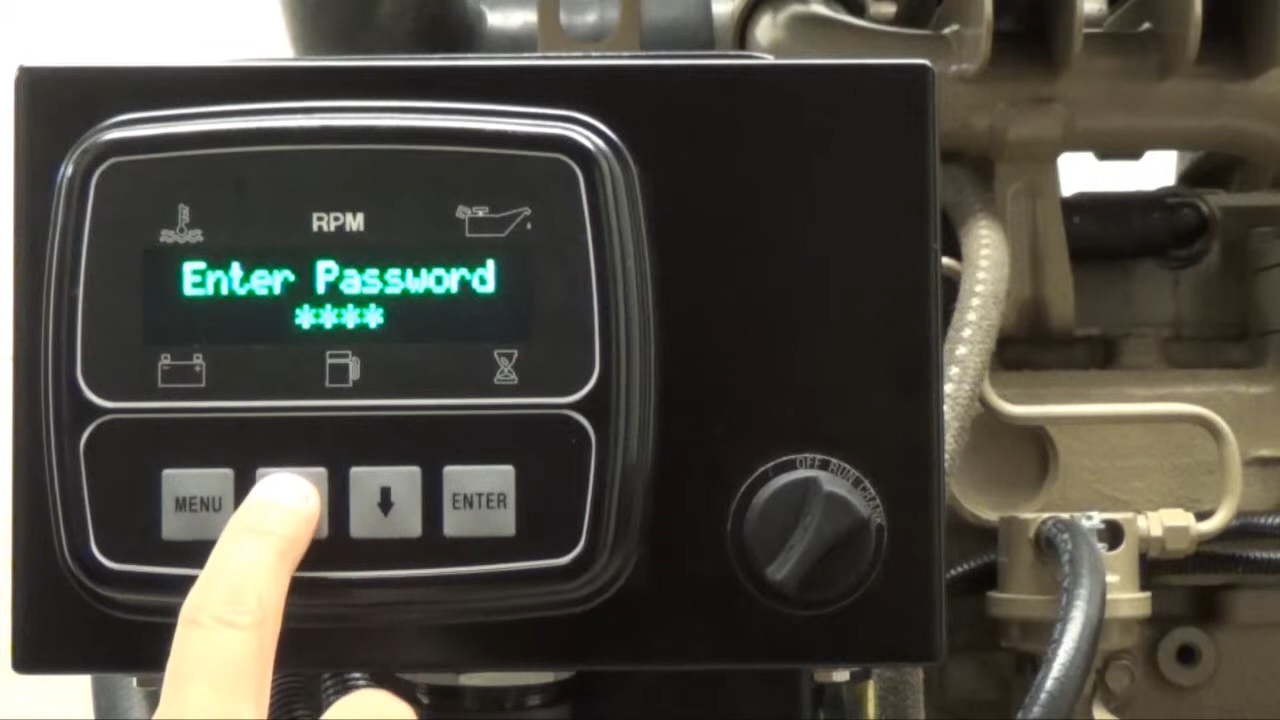 RPM
Enter Password
****
MENU
ENTER
OFF RUN CRANK